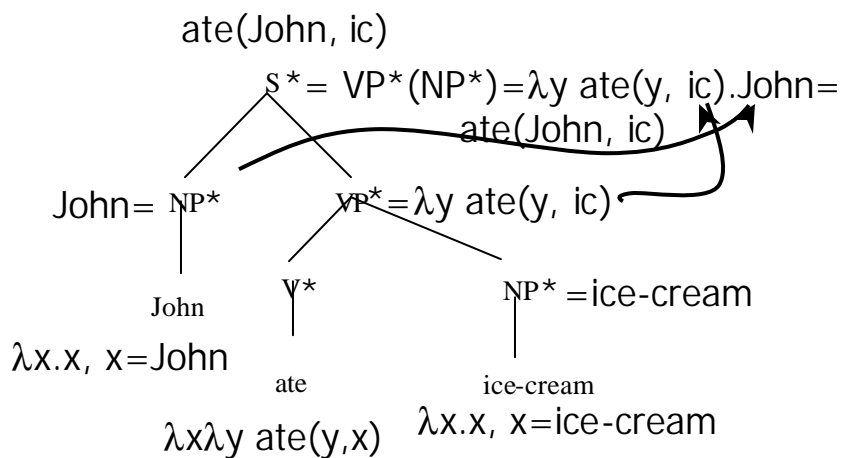 ate(John, ic)
S*= VP*(NP*)=λy ate(y, ic).John=
ate(John, ic)
John= NP* VP*=λy ate(y, ic)
V* NP* =ice-cream
John
λx.x, x=John
ate ice-cream
λxλy ate(y,x) λx.x, x=ice-cream